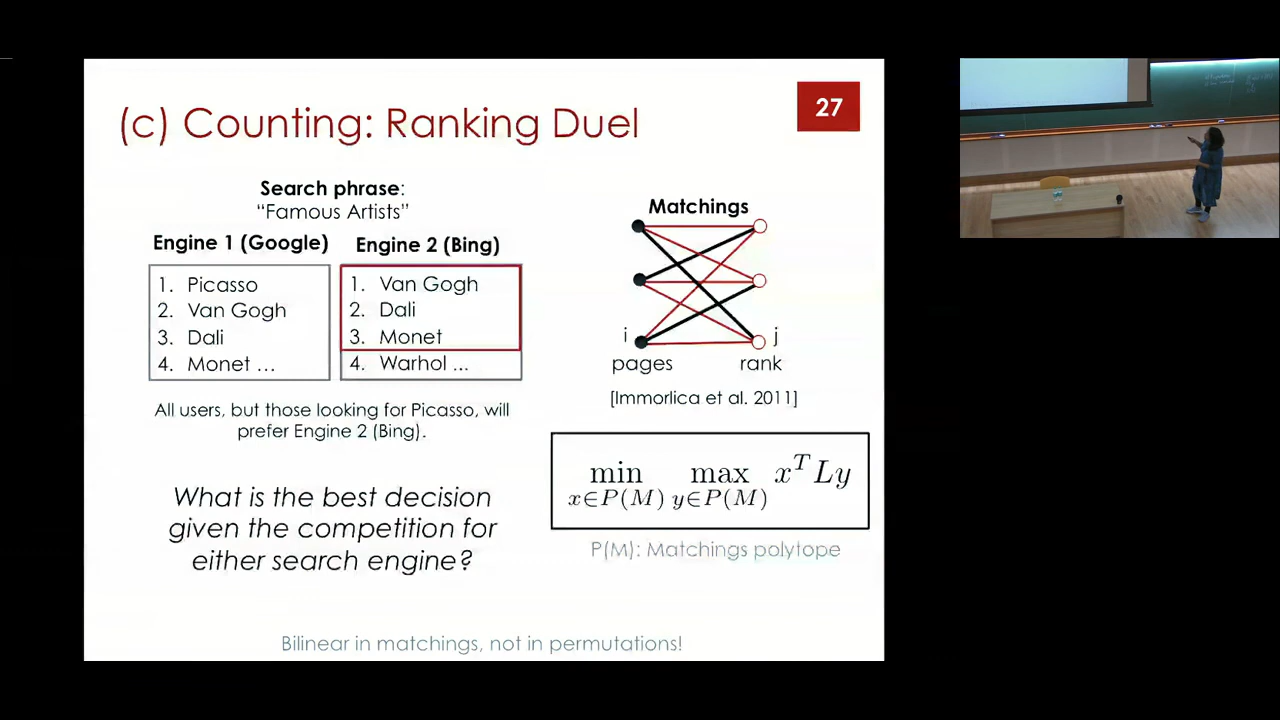 (c) Counting: Ranking Duel
27
Search phrase:
"Famous Artists"
Engine 1 (Google)
1. Picasso
2. Van Gogh
3. Dali
4. Monet ...
Engine 2 (Bing)
1. Van Gogh
2. Dali
3. Monet
4. Warhol ...
All users, but those looking for Picasso, will
prefer Engine 2 (Bing).
What is the best decision
given the competition for
either search engine?
Matchings
i
j
pages
rank
[Immorlica et al. 2011]
min max x^T Ly
x∈P(M) y∈P(M)
P(M): Matchings polytope
Bilinear in matchings, not in permutations!